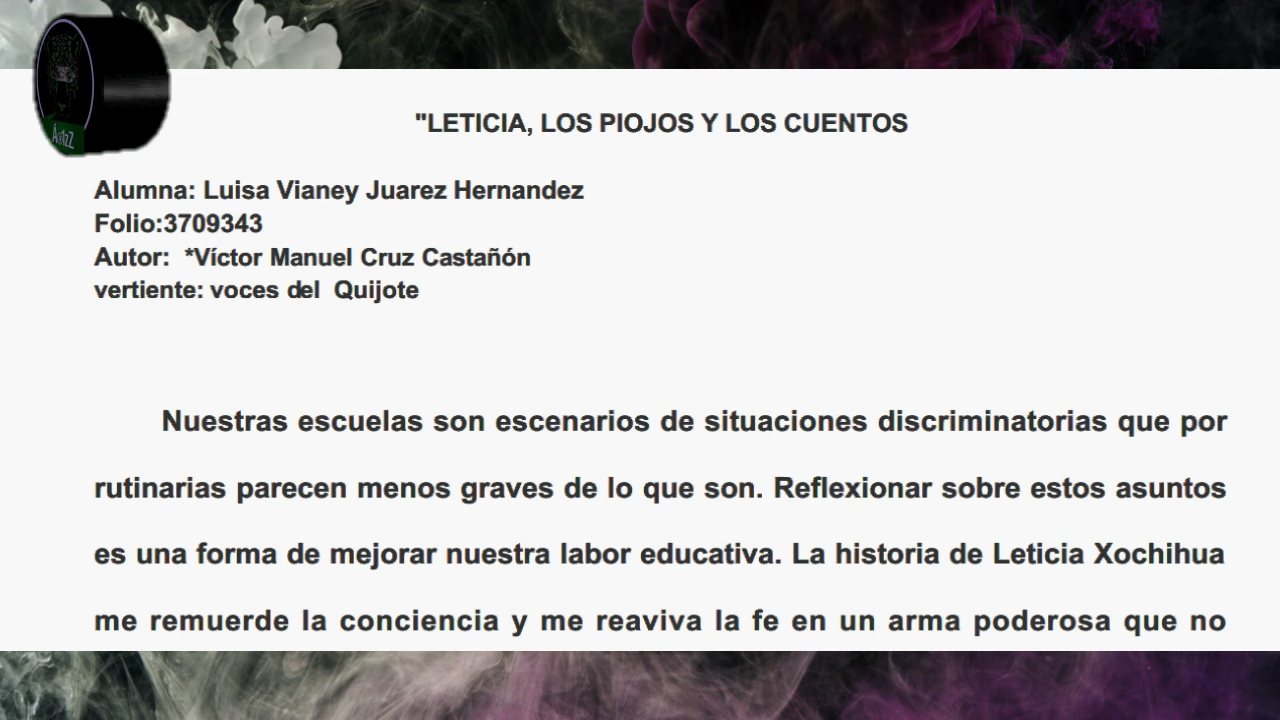 "LETICIA, LOS PIOJOS Y LOS CUENTOS
Alumna: Luisa Vianey Juarez Hernandez
Folio:3709343
Autor: *Víctor Manuel Cruz Castañón
vertiente: voces del Quijote
Nuestras escuelas son escenarios de situaciones discriminatorias que por
rutinarias parecen menos graves de lo que son. Reflexionar sobre estos asuntos
es una forma de mejorar nuestra labor educativa. La historia de Leticia Xochihua
me remuerde la conciencia y me reaviva la fe en un arma poderosa que no